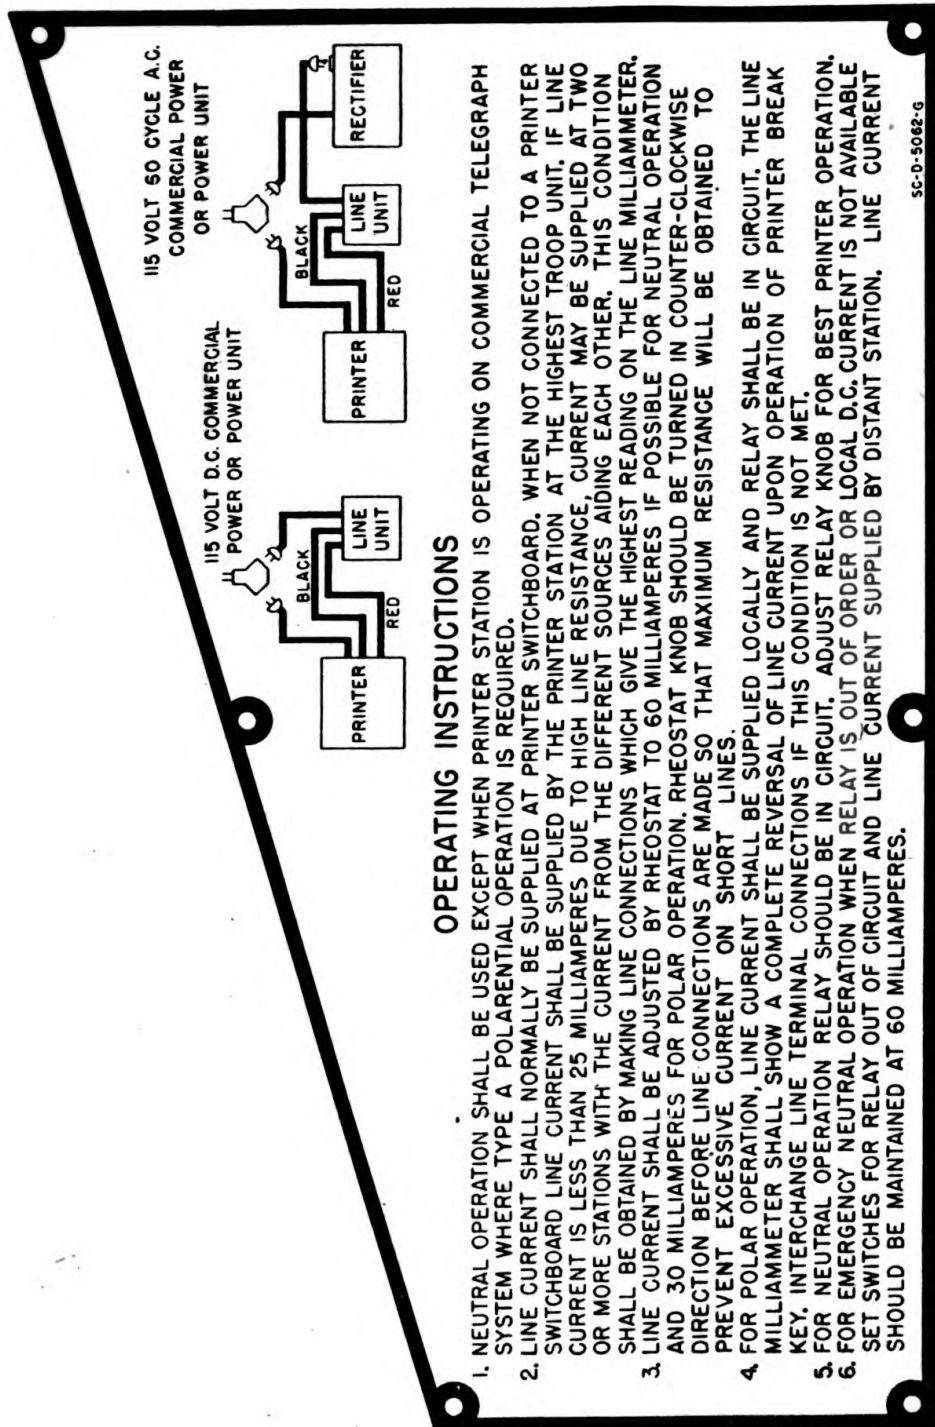 115 VOLT D.C. COMMERCIAL
POWER OR POWER UNIT
BLACK
PRINTER
LINE
UNIT
RED
115 VOLT 50 CYCLE A.C.
COMMERCIAL POWER
OR POWER UNIT
BLACK
PRINTER
LINE
UNIT
RECTIFIER
RED
OPERATING INSTRUCTIONS
1. NEUTRAL OPERATION SHALL BE USED EXCEPT WHEN PRINTER STATION IS OPERATING ON COMMERCIAL TELEGRAPH
SYSTEM WHERE TYPE A POLARENTIAL OPERATION IS REQUIRED.
2. LINE CURRENT SHALL NORMALLY BE SUPPLIED AT PRINTER SWITCHBOARD. WHEN NOT CONNECTED TO A PRINTER
SWITCHBOARD LINE CURRENT SHALL BE SUPPLIED BY THE PRINTER STATION AT THE HIGHEST TROOP UNIT. IF LINE
CURRENT IS LESS THAN 25 MILLIAMPERES DUE TO HIGH LINE RESISTANCE, CURRENT MAY BE SUPPLIED AT TWO
OR MORE STATIONS WITH THE CURRENT FROM THE DIFFERENT SOURCES AIDING EACH OTHER. THIS CONDITION
SHALL BE OBTAINED BY MAKING LINE CONNECTIONS WHICH GIVE THE HIGHEST READING ON THE LINE MILLIAMMETER.
3. LINE CURRENT SHALL BE ADJUSTED BY RHEOSTAT TO 60 MILLIAMPERES IF POSSIBLE FOR NEUTRAL OPERATION
AND 30 MILLIAMPERES FOR POLAR OPERATION. RHEOSTAT KNOB SHOULD BE TURNED IN COUNTER-CLOCKWISE
DIRECTION BEFORE LINE CONNECTIONS ARE MADE SO THAT MAXIMUM RESISTANCE WILL BE OBTAINED TO
PREVENT EXCESSIVE CURRENT ON SHORT LINES.
4. FOR POLAR OPERATION, LINE CURRENT SHALL BE SUPPLIED LOCALLY AND RELAY SHALL BE IN CIRCUIT. THE LINE
MILLIAMETER SHALL SHOW A COMPLETE REVERSAL OF LINE CURRENT UPON OPERATION OF PRINTER BREAK
KEY. INTERCHANGE LINE TERMINAL CONNECTIONS IF THIS CONDITION IS NOT MET.
5. FOR NEUTRAL OPERATION RELAY SHOULD BE IN CIRCUIT. ADJUST RELAY KNOB FOR BEST PRINTER OPERATION.
6. FOR EMERGENCY NEUTRAL OPERATION WHEN RELAY IS OUT OF ORDER OR LOCAL D.C. CURRENT IS NOT AVAILABLE
SET SWITCHES FOR RELAY OUT OF CIRCUIT AND LINE CURRENT SUPPLIED BY DISTANT STATION. LINE CURRENT
SHOULD BE MAINTAINED AT 60 MILLIAMPERES.
SC-D-5062-G